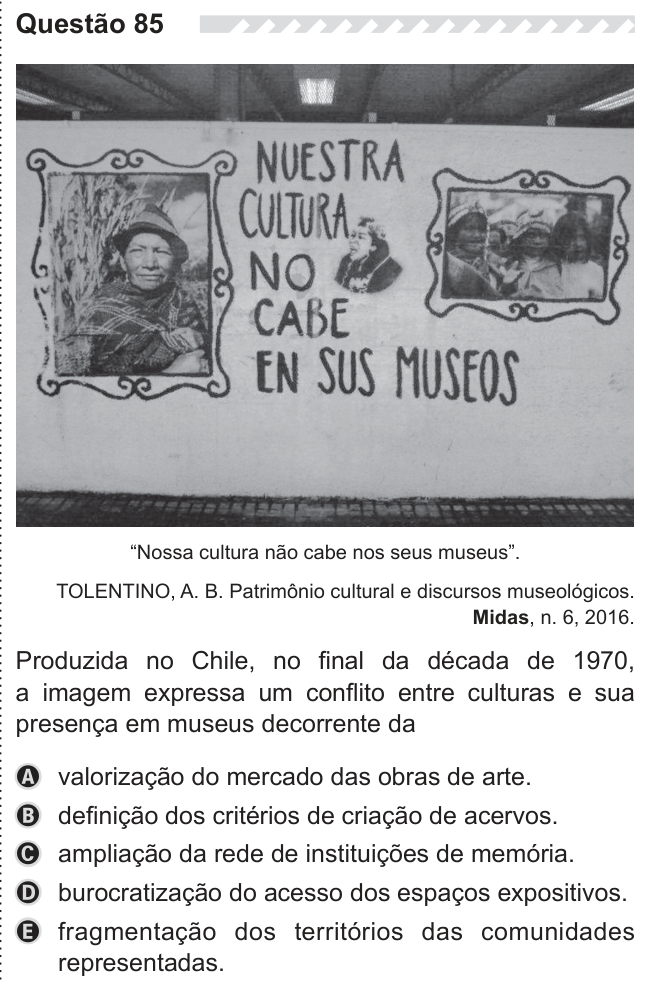 Questão 85
NUESTRA
CULTURA
NO
CABE
EN SUS MUSEOS
“Nossa cultura não cabe nos seus museus”.
TOLENTINO, A. B. Patrimônio cultural e discursos museológicos.
Midas, n. 6, 2016.
Produzida no Chile, no final da década de 1970,
a imagem expressa um conflito entre culturas e sua
presença em museus decorrente da
A valorização do mercado das obras de arte.
B definição dos critérios de criação de acervos.
C ampliação da rede de instituições de memória.
D burocratização do acesso dos espaços expositivos.
E fragmentação dos territórios das comunidades
representadas.